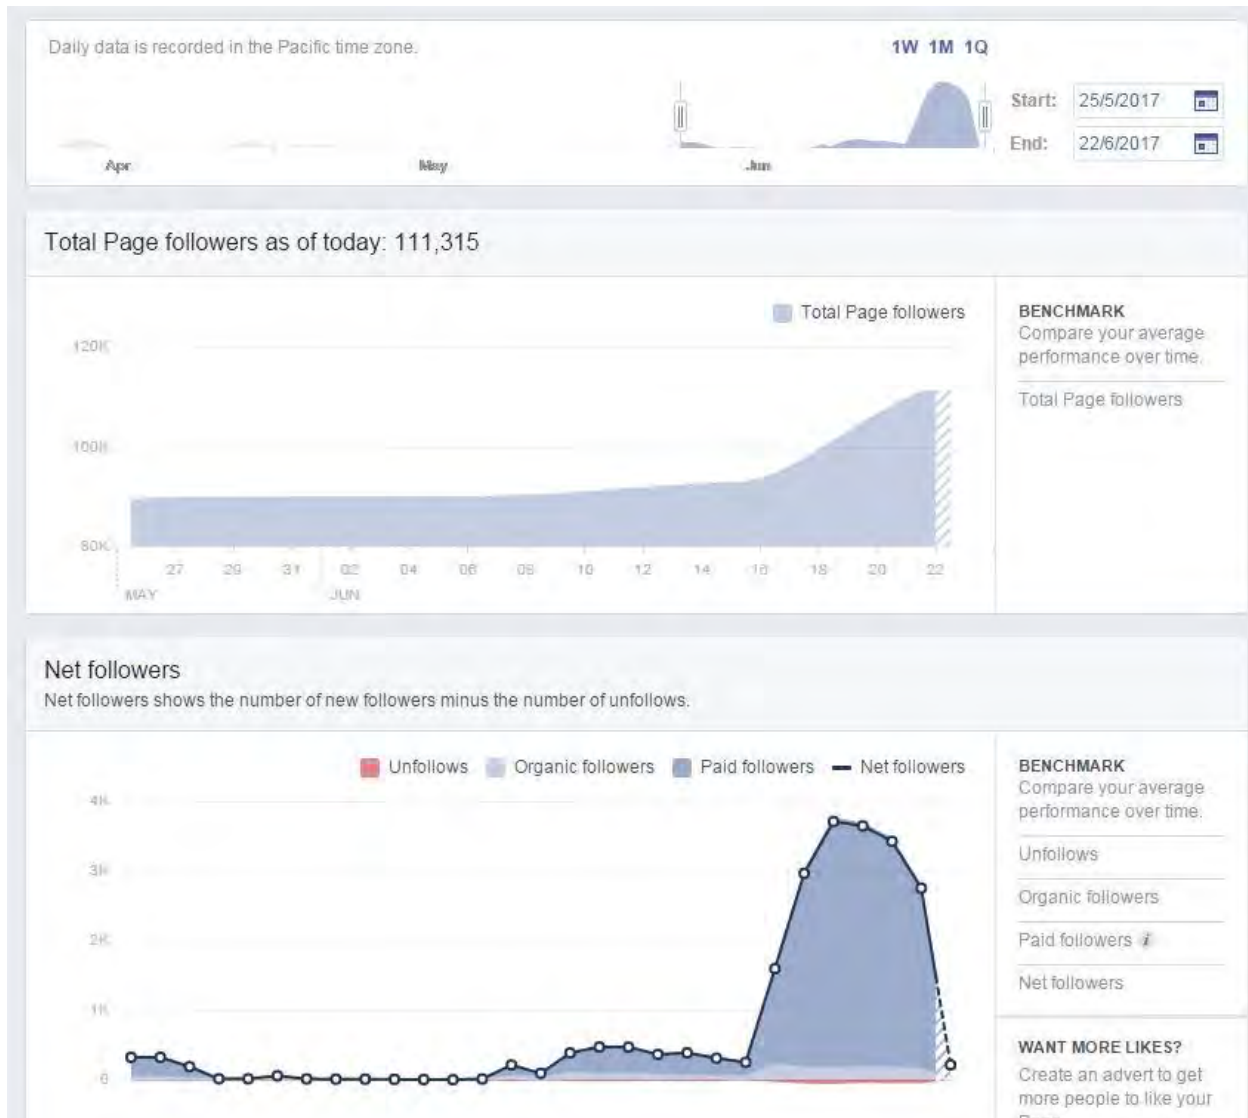 Daily data is recorded in the Pacific time zone.
1W 1M 1Q
Start: 25/5/2017
End: 22/6/2017
Apr May Jun
Total Page followers as of today: 111,315
Total Page followers
120K
100K
80K
27 29 31 02 04 06 08 10 12 14 16 18 20 22
MAY JUN
BENCHMARK
Compare your average
performance over time.
Total Page followers
Net followers
Net followers shows the number of new followers minus the number of unfollows.
Unfollows Organic followers Paid followers Net followers
4K
3K
2K
1K
0
BENCHMARK
Compare your average
performance over time.
Unfollows
Organic followers
Paid followers i
Net followers
WANT MORE LIKES?
Create an advert to get
more people to like your